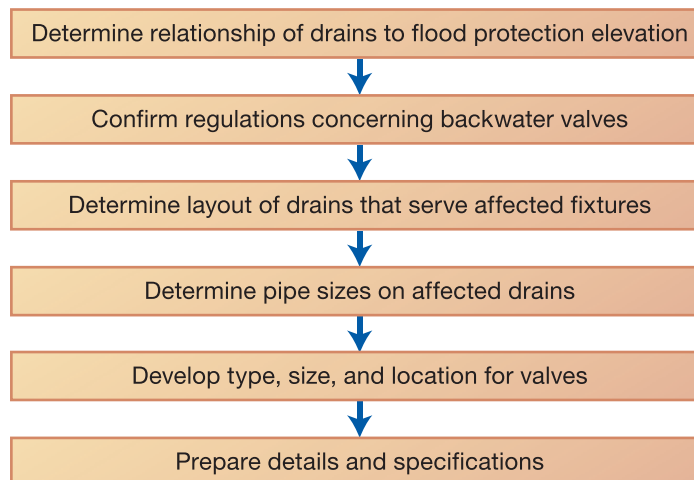 Determine relationship of drains to flood protection elevation
Confirm regulations concerning backwater valves
Determine layout of drains that serve affected fixtures
Determine pipe sizes on affected drains
Develop type, size, and location for valves
Prepare details and specifications